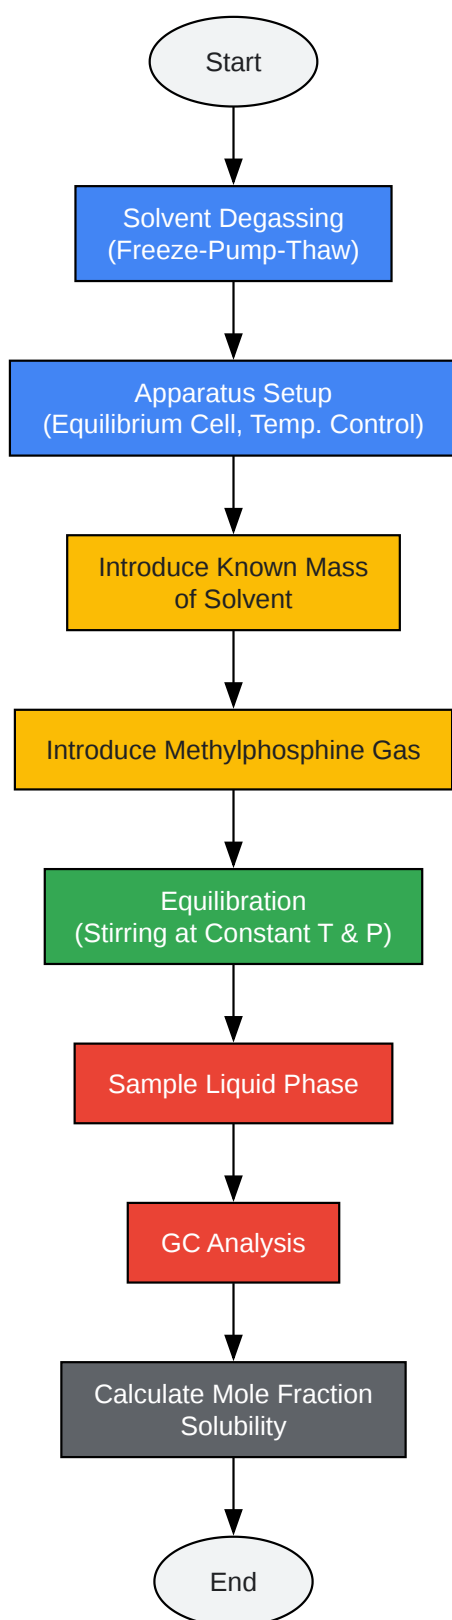 Start
Solvent Degassing
(Freeze-Pump-Thaw)
Apparatus Setup
(Equilibrium Cell, Temp. Control)
Introduce Known Mass
of Solvent
Introduce Methylphosphine Gas
Equilibration
(Stirring at Constant T & P)
Sample Liquid Phase
GC Analysis
Calculate Mole Fraction
Solubility
End